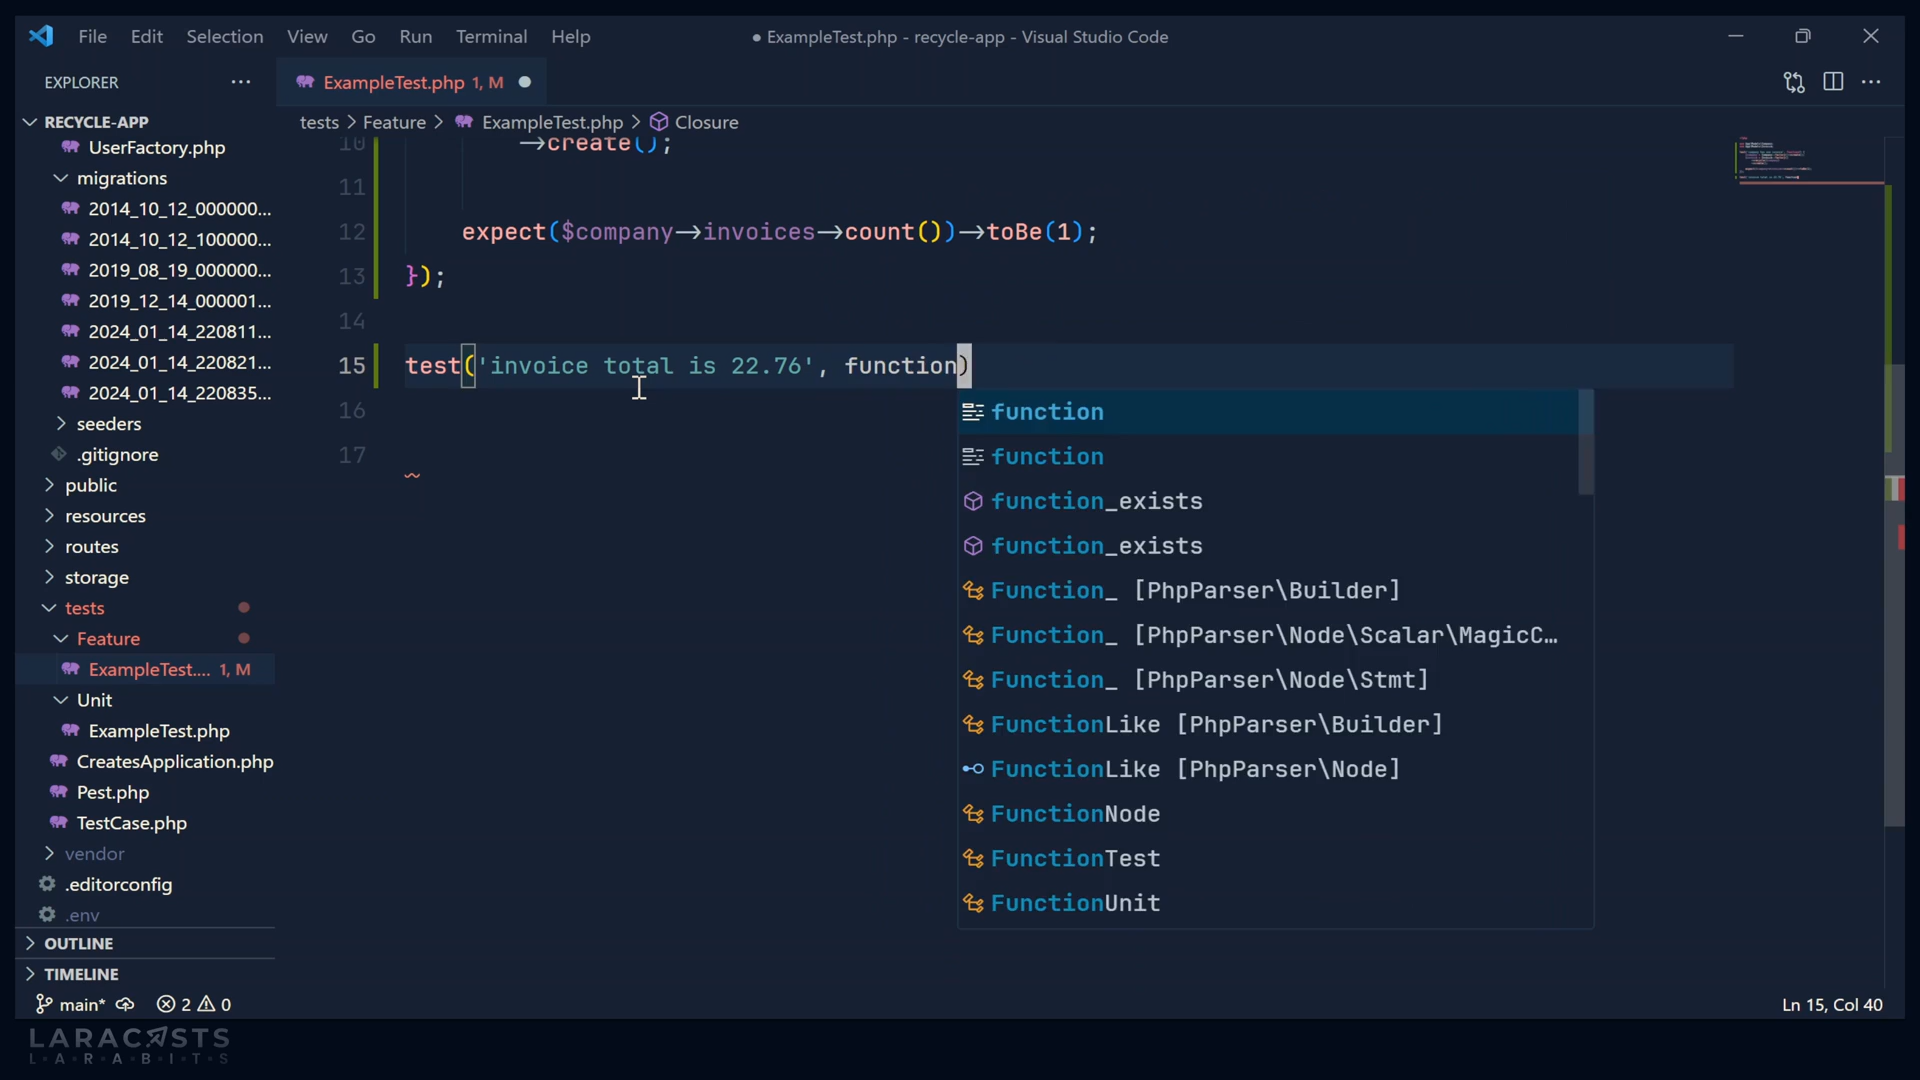 File Edit Selection View Go Run Terminal Help
● ExampleTest.php - recycle-app - Visual Studio Code
EXPLORER
ExampleTest.php 1, M
RECYCLE-APP
tests > Feature > ExampleTest.php > Closure
UserFactory.php
migrations
2014_10_12_000000...
2014_10_12_100000...
2019_08_19_000000...
2019_12_14_000001...
2024_01_14_220811...
2024_01_14_220821...
2024_01_14_220835...
seeders
.gitignore
public
resources
routes
storage
tests
Feature
ExampleTest.... 1, M
Unit
ExampleTest.php
CreatesApplication.php
Pest.php
TestCase.php
vendor
.editorconfig
.env
OUTLINE
TIMELINE
10 ->create();
11
12 expect($company->invoices->count())->toBe(1);
13 });
14
15 test('invoice total is 22.76', function)
16
17
function
function
function_exists
function_exists
Function_ [PhpParser\Builder]
Function_ [PhpParser\Node\Scalar\MagicC...
Function_ [PhpParser\Node\Stmt]
FunctionLike [PhpParser\Builder]
FunctionLike [PhpParser\Node]
FunctionNode
FunctionTest
FunctionUnit
main* 2 0
Ln 15, Col 40
LARACASTS
L-A-R-A-B-I-T-S